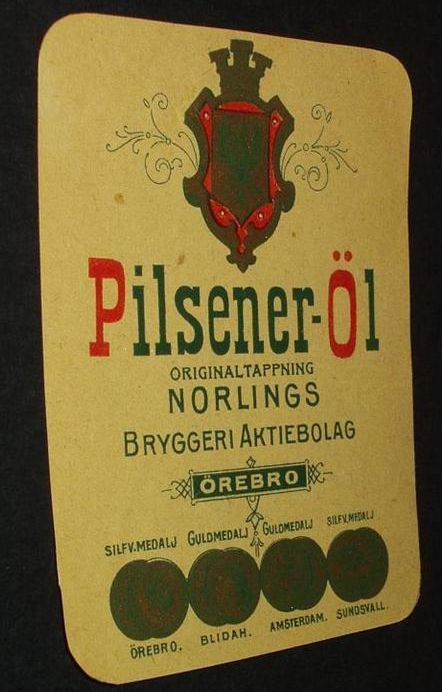 Pilsener-Öl
ORIGINALTAPPNING
NORLINGS
BRYGGERI AKTIEBOLAG
ÖREBRO
SILFV.MEDALJ GULDMEDALJ GULDMEDALJ SILFV.MEDALJ
ÖREBRO. BLIDAH. AMSTERDAM. SUNDSVALL.